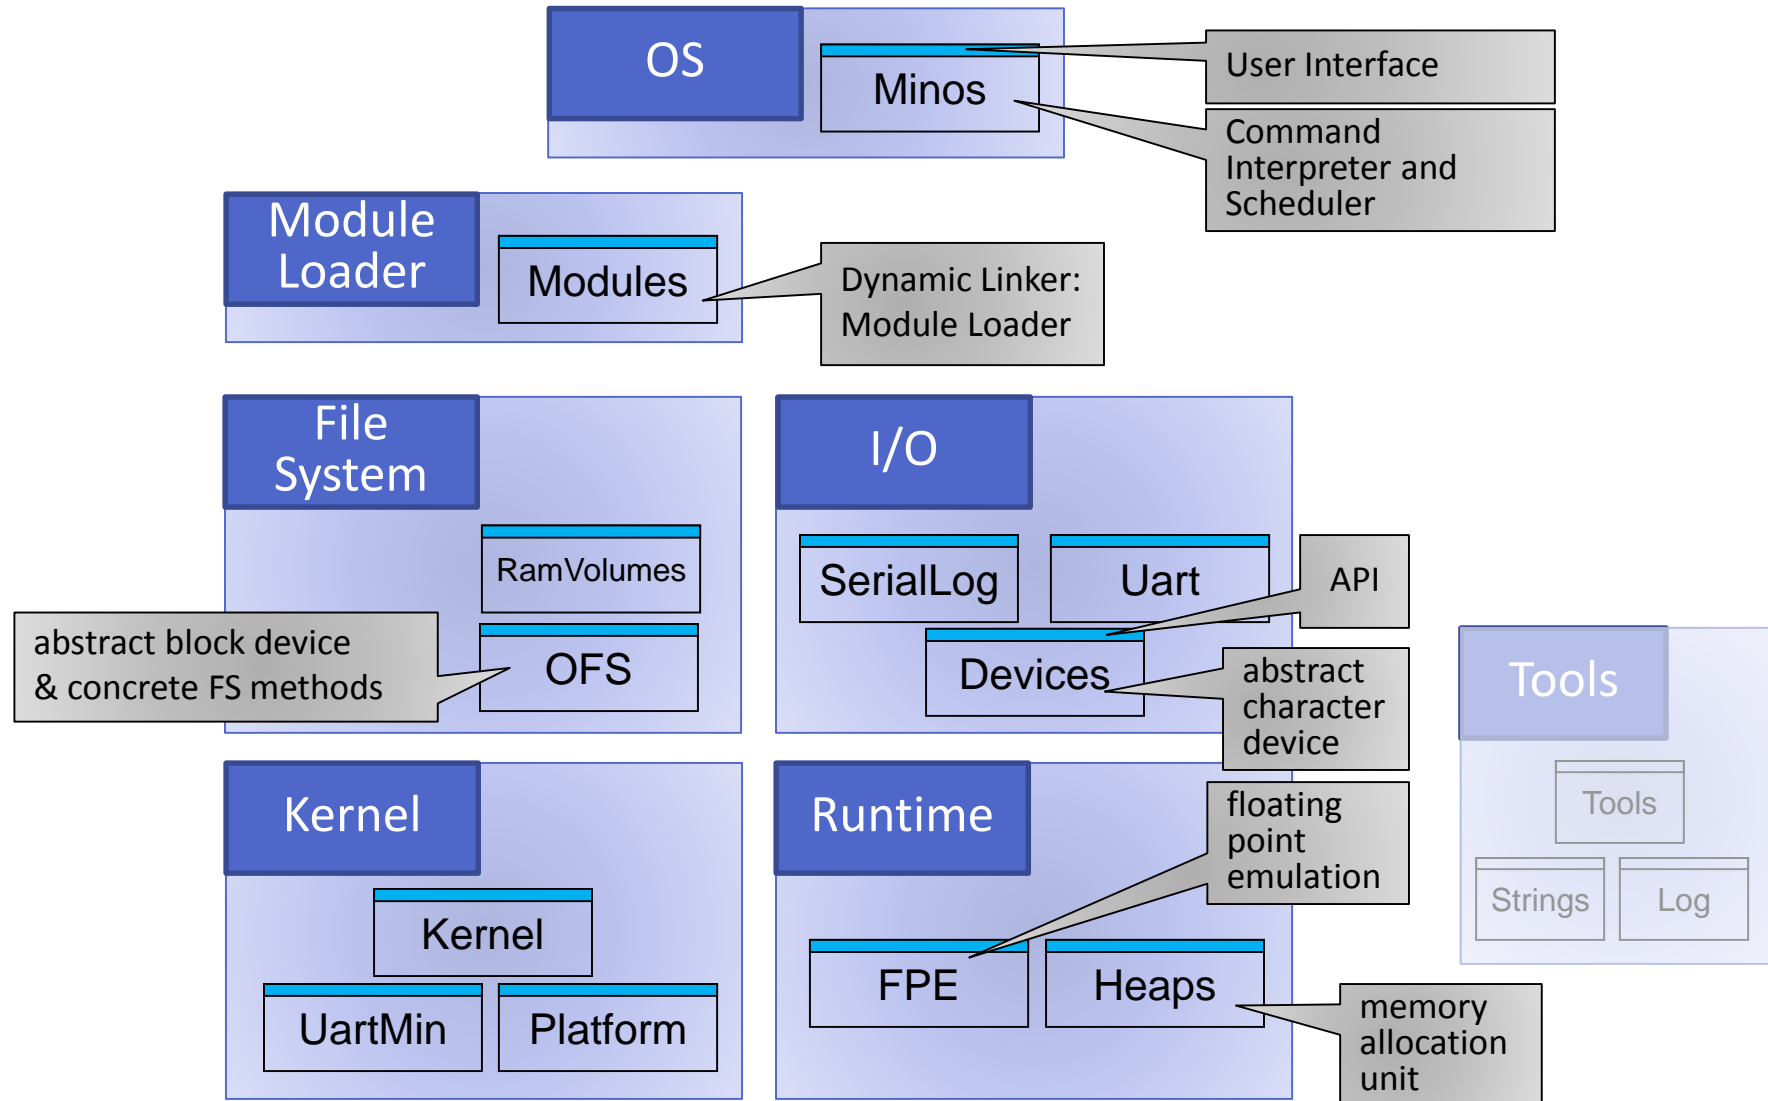 OS
Minos
User Interface
Command
Interpreter and
Scheduler
Module
Loader
Modules
Dynamic Linker:
Module Loader
File
System
RamVolumes
OFS
abstract block device
& concrete FS methods
I/O
SerialLog
Uart
API
Devices
abstract
character
device
Tools
Tools
Strings
Log
Kernel
Kernel
UartMin
Platform
Runtime
floating
point
emulation
FPE
Heaps
memory
allocation
unit